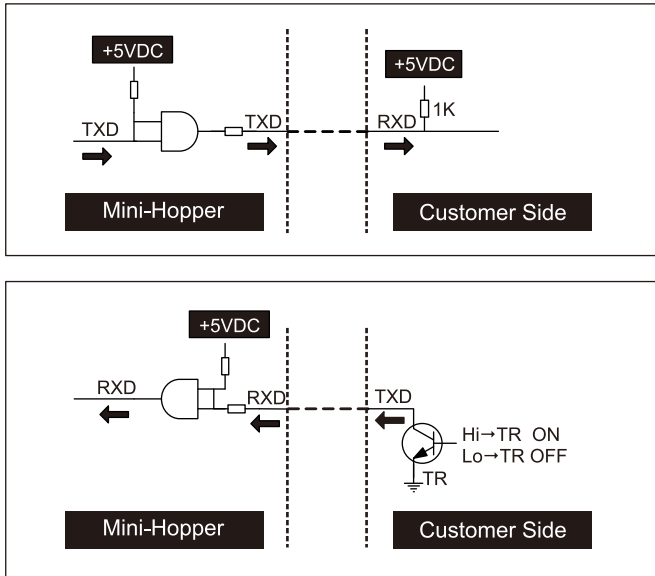 +5VDC
+5VDC
1K
TXD
TXD
RXD
Mini-Hopper
Customer Side
+5VDC
RXD
RXD
TXD
Hi→TR ON
Lo→TR OFF
TR
Mini-Hopper
Customer Side